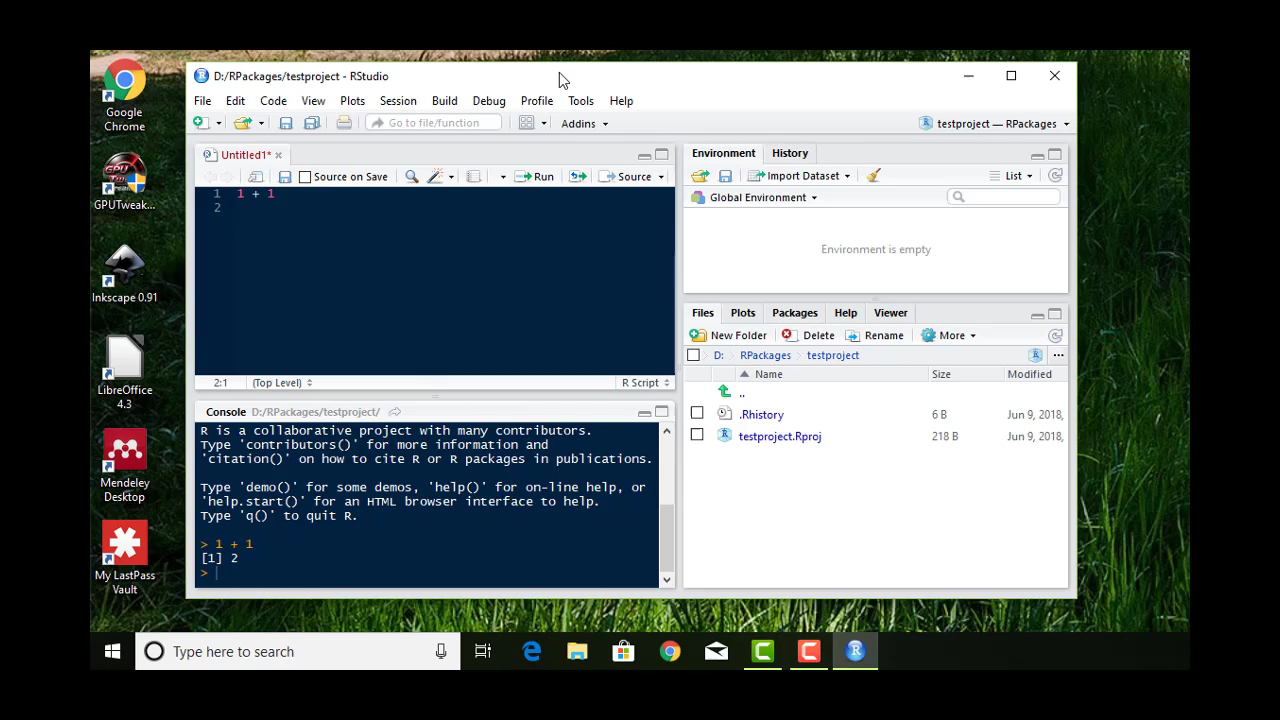 Google
Chrome
GPUTweak...
Inkscape 0.91
LibreOffice
4.3
Mendeley
Desktop
My LastPass
Vault
D:/RPackages/testproject - RStudio
File Edit Code View Plots Session Build Debug Profile Tools Help
Go to file/function Addins testproject — RPackages
Untitled1*
Source on Save Run Source
1 1 + 1
2
2:1 (Top Level) R Script
Console D:/RPackages/testproject/
R is a collaborative project with many contributors.
Type 'contributors()' for more information and
'citation()' on how to cite R or R packages in publications.
Type 'demo()' for some demos, 'help()' for on-line help, or
'help.start()' for an HTML browser interface to help.
Type 'q()' to quit R.
> 1 + 1
[1] 2
>
Environment History
Import Dataset List
Global Environment
Environment is empty
Files Plots Packages Help Viewer
New Folder Delete Rename More
D: RPackages testproject ...
Name Size Modified
..
.Rhistory 6 B Jun 9, 2018,
testproject.Rproj 218 B Jun 9, 2018,
Type here to search